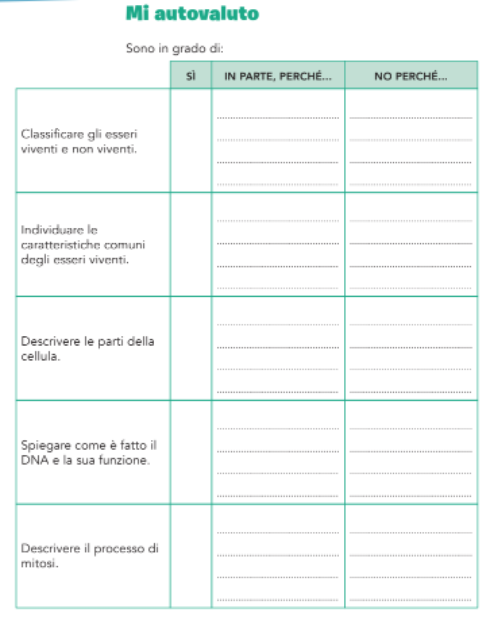 Mi autovaluto
Sono in grado di:
SÌ IN PARTE, PERCHÉ... NO PERCHÉ...
Classificare gli esseri
viventi e non viventi.
Individuare le
caratteristiche comuni
degli esseri viventi.
Descrivere le parti della
cellula.
Spiegare come è fatto il
DNA e la sua funzione.
Descrivere il processo di
mitosi.